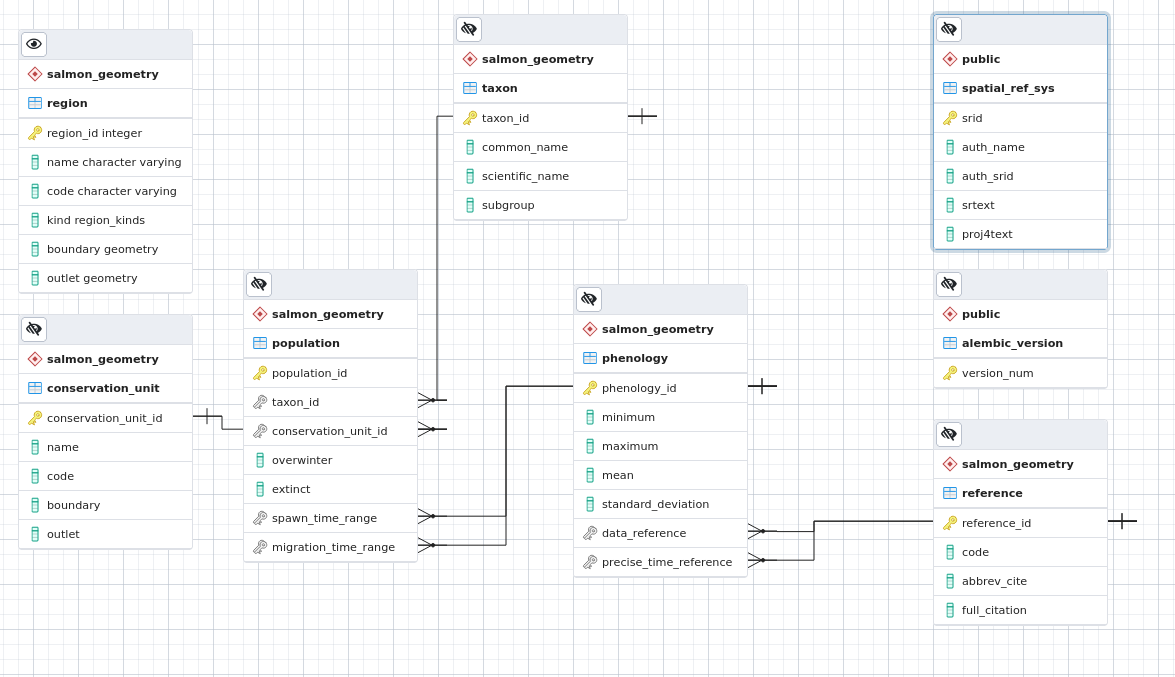 salmon_geometry
region
region_id integer
name character varying
code character varying
kind region_kinds
boundary geometry
outlet geometry
salmon_geometry
conservation_unit
conservation_unit_id
name
code
boundary
outlet
salmon_geometry
population
population_id
taxon_id
conservation_unit_id
overwinter
extinct
spawn_time_range
migration_time_range
salmon_geometry
taxon
taxon_id
common_name
scientific_name
subgroup
salmon_geometry
phenology
phenology_id
minimum
maximum
mean
standard_deviation
data_reference
precise_time_reference
public
spatial_ref_sys
srid
auth_name
auth_srid
srtext
proj4text
public
alembic_version
version_num
salmon_geometry
reference
reference_id
code
abbrev_cite
full_citation